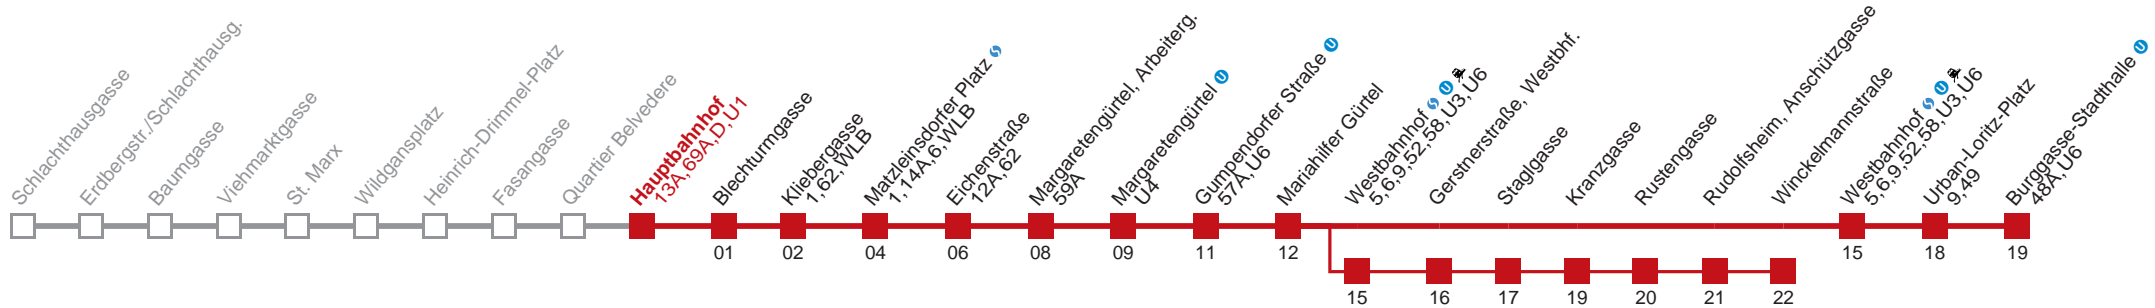 Schlachthausgasse
Erdbergstr./Schlachthausg.
Baumgasse
Viehmarktgasse
St. Marx
Wildgansplatz
Heinrich-Drimmel-Platz
Fasangasse
Quartier Belvedere
Hauptbahnhof
13A,69A,D,U1
Blechturmgasse
Kliebergasse
1,62,WLB
Matzleinsdorfer Platz S
1,14A,6,WLB
Eichenstraße
12A,62
Margaretengürtel, Arbeiterg.
59A
Margaretengürtel U
U4
Gumpendorfer Straße U
57A,U6
Mariahilfer Gürtel
Westbahnhof S U
5,6,9,52,58,U3,U6
Gerstnerstraße, Westbhf.
Staglgasse
Kranzgasse
Rustengasse
Rudolfsheim, Anschützgasse
Winckelmannstraße
Westbahnhof S U
5,6,9,52,58,U3,U6
Urban-Loritz-Platz
9,49
Burggasse-Stadthalle U
48A,U6
01 02 04 06 08 09 11 12 15 18 19
15 16 17 19 20 21 22